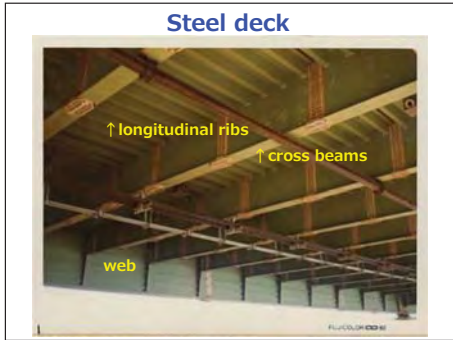 Steel deck
↑longitudinal ribs
↑cross beams
web